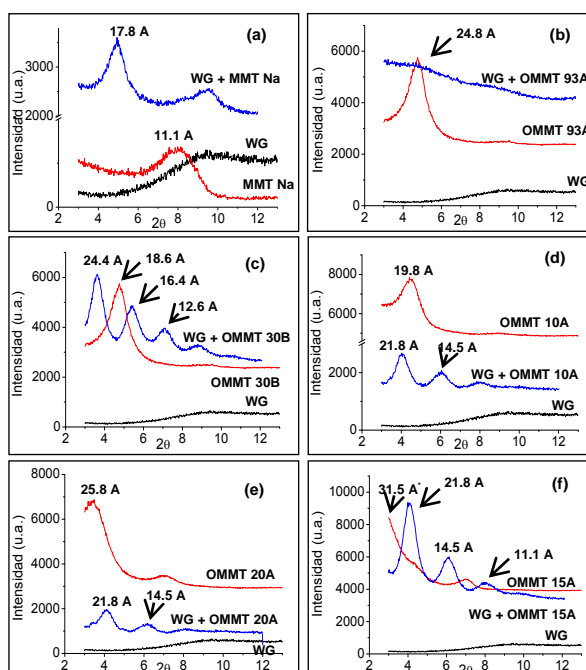 (a)
17.8 A
WG + MMT Na
11.1 A
WG
MMT Na
Intensidad (u.a.)
3000
2000
1000
0
4 6 8 10 12
2θ
(b)
24.8 A
WG + OMMT 93A
OMMT 93A
WG
Intensidad (u.a.)
6000
4000
2000
0
2 4 6 8 10 12
2θ
(c)
24.4 A
18.6 A
16.4 A
12.6 A
WG + OMMT 30B
OMMT 30B
WG
Intensidad (u.a.)
6000
4000
2000
0
2 4 6 8 10 12
2θ
(d)
19.8 A
OMMT 10A
21.8 A
14.5 A
WG + OMMT 10A
WG
Intensidad (u.a.)
8000
6000
4000
2000
0
2 4 6 8 10 12
2θ
(e)
25.8 A
OMMT 20A
21.8 A
14.5 A
WG + OMMT 20A
WG
Intensidad (u.a.)
8000
6000
4000
2000
0
2 4 6 8 10 12
2θ
(f)
31.5 A*
21.8 A
14.5 A
11.1 A
OMMT 15A
WG + OMMT 15A
WG
Intensidad (u.a.)
10000
8000
6000
4000
2000
0
2 4 6 8 10 12
2θ